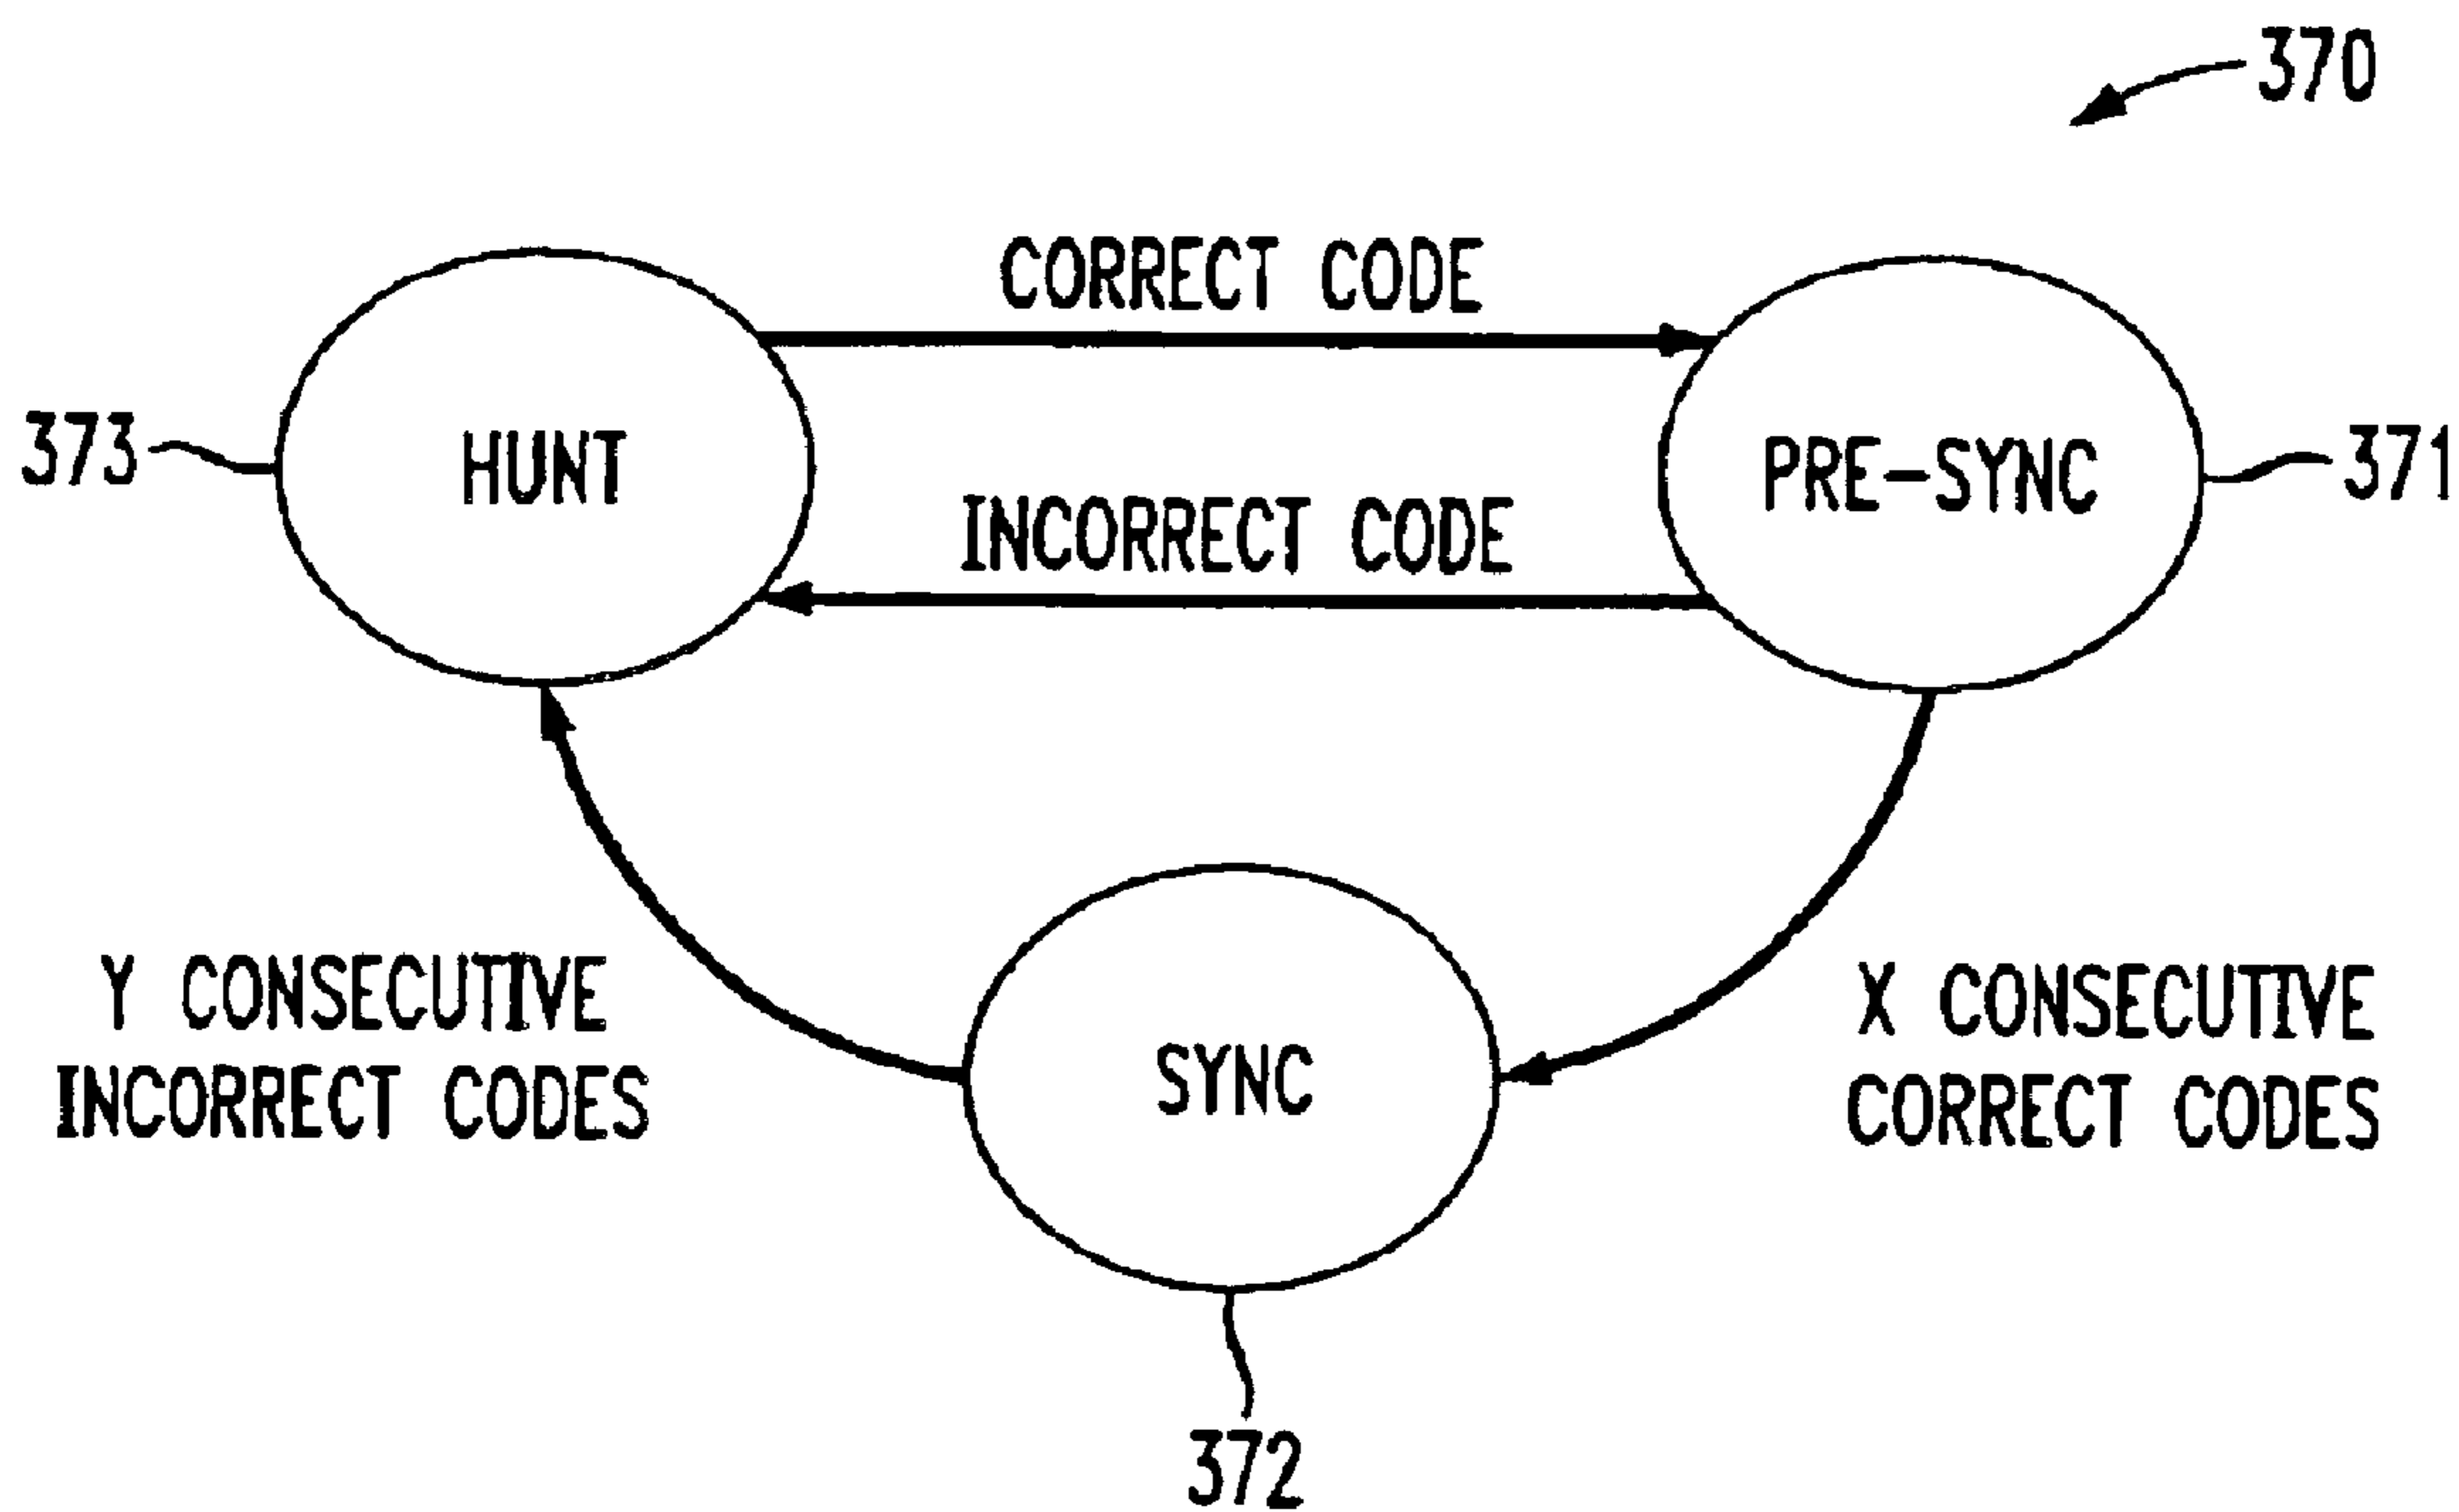 370
CORRECT CODE
373
HUNT
PRE-SYNC
371
INCORRECT CODE
Y CONSECUTIVE
INCORRECT CODES
X CONSECUTIVE
CORRECT CODES
SYNC
372